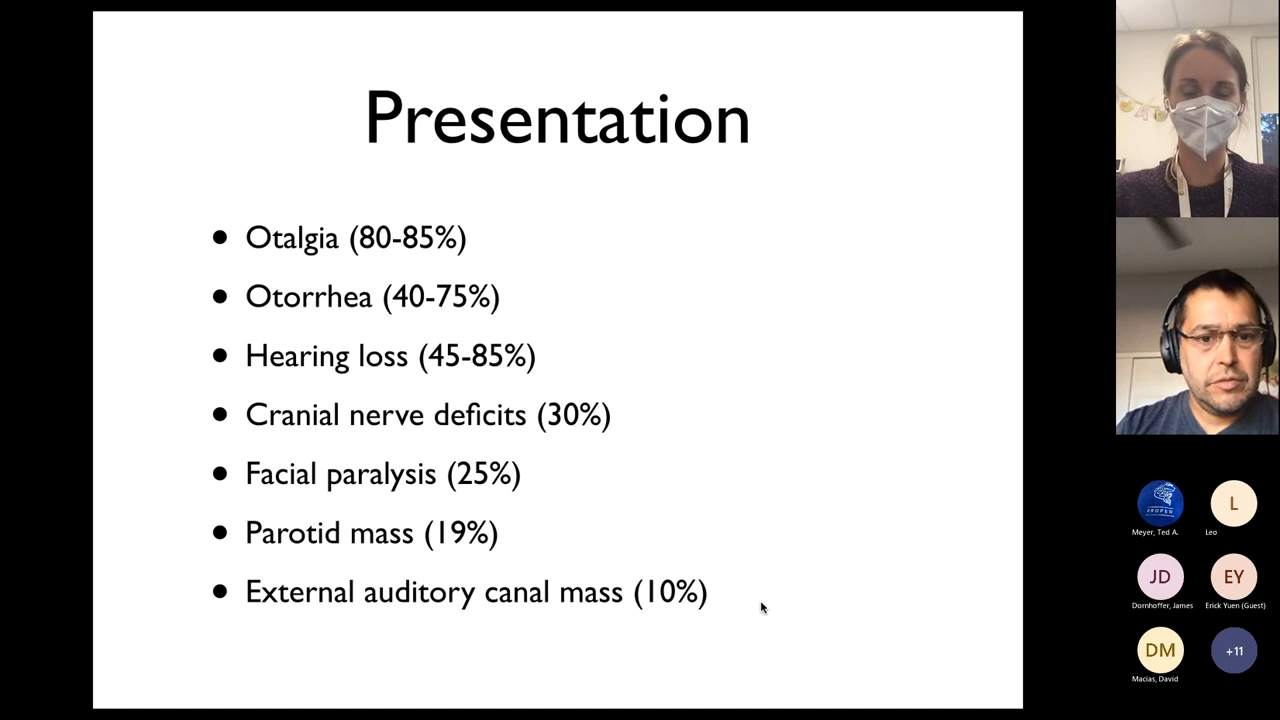 Presentation
• Otalgia (80-85%)
• Otorrhea (40-75%)
• Hearing loss (45-85%)
• Cranial nerve deficits (30%)
• Facial paralysis (25%)
• Parotid mass (19%)
• External auditory canal mass (10%)
PROPER
L
Meyer, Ted A.
Leo
JD
EY
Dornhoffer, James
Erick Yuen (Guest)
DM
+11
Macias, David